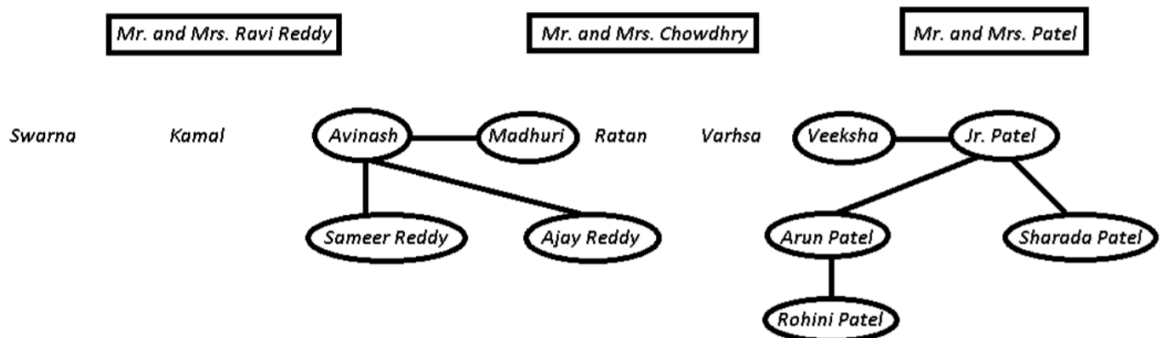 Mr. and Mrs. Ravi Reddy Mr. and Mrs. Chowdhry Mr. and Mrs. Patel
Swarna Kamal Avinash Madhuri Ratan Varhsa Veeksha Jr. Patel
Sameer Reddy Ajay Reddy Arun Patel Sharada Patel
Rohini Patel